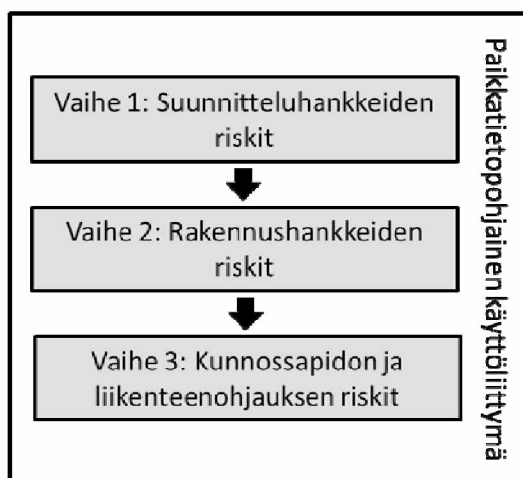 Vaihe 1: Suunnitteluhankkeiden
riskit
Vaihe 2: Rakennushankkeiden
riskit
Vaihe 3: Kunnossapidon ja
liikenteenohjauksen riskit
Paikkatietopohjainen käyttöliittymä